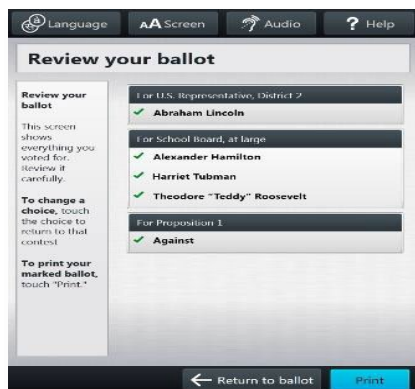 Language
AA Screen
Audio
? Help
Review your ballot
Review your
ballot
This screen
shows
everything you
voted for.
Review it
carefully.
To change a
choice, touch
the choice to
return to that
contest
To print your
marked ballot,
touch "Print."
For U.S. Representative, District 2
Abraham Lincoln
For School Board, at large
Alexander Hamilton
Harriet Tubman
Theodore "Teddy" Roosevelt
For Proposition 1
Against
Return to ballot
Print